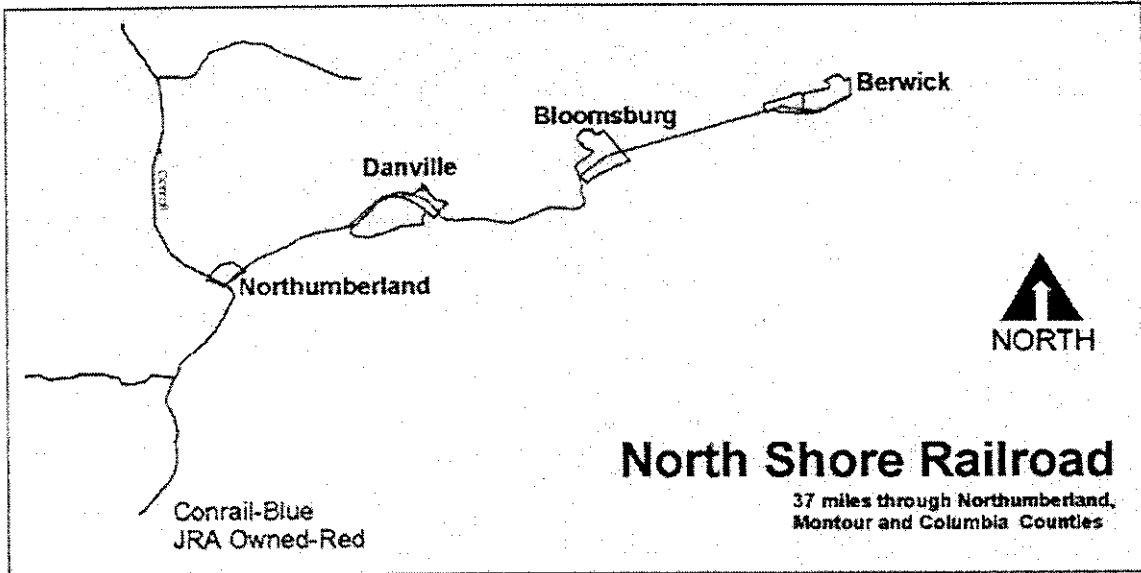 Berwick
Bloomsburg
Danville
Conrail
Northumberland
NORTH
North Shore Railroad
37 miles through Northumberland,
Montour and Columbia Counties
Conrail-Blue
JRA Owned-Red